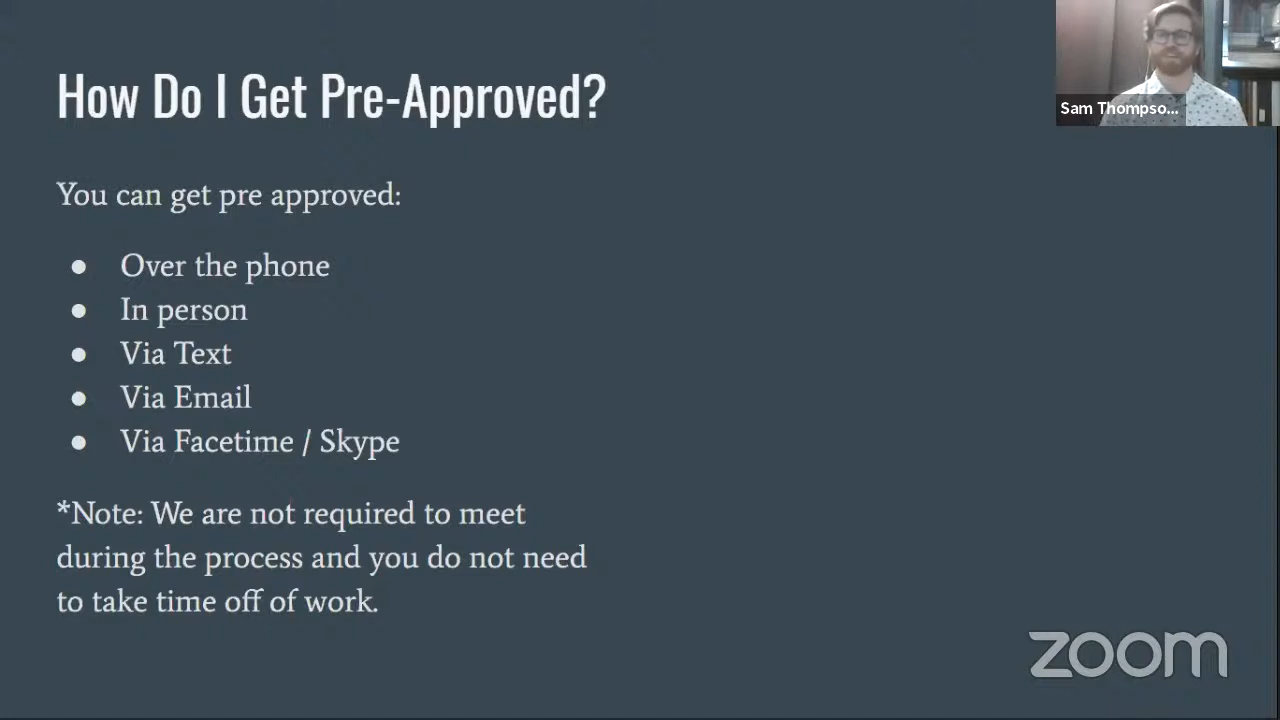 How Do I Get Pre-Approved?
Sam Thompso...
You can get pre approved:
● Over the phone
● In person
● Via Text
● Via Email
● Via Facetime / Skype
*Note: We are not required to meet
during the process and you do not need
to take time off of work.
zoom